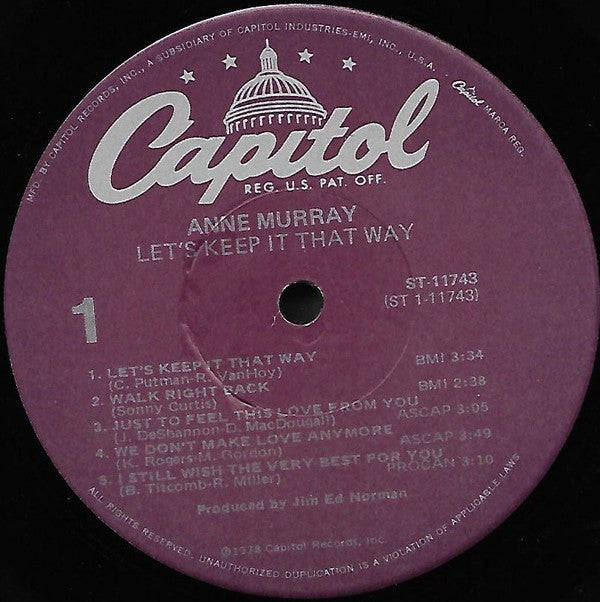 MFD. BY CAPITOL RECORDS, INC., A SUBSIDIARY OF CAPITOL INDUSTRIES-EMI, INC., U.S.A.
Capitol MARCA REG.
Capitol
REG. U.S. PAT. OFF.
ANNE MURRAY
LET'S KEEP IT THAT WAY
1
ST-11743
(ST 1-11743)
1. LET'S KEEP IT THAT WAY BMI 3:34
(C. Putman-R. VanHoy)
2. WALK RIGHT BACK BMI 2:38
(Sonny Curtis)
3. JUST TO FEEL THIS LOVE FROM YOU
(J. DeShannon-D. MacDougall) ASCAP 3:05
4. WE DON'T MAKE LOVE ANYMORE
(K. Rogers-M. Gordon) ASCAP 3:49
5. I STILL WISH THE VERY BEST FOR YOU
(B. Titcomb-R. Miller) PROCAN 3:10
Produced by Jim Ed Norman
℗1978 Capitol Records, Inc.
ALL RIGHTS RESERVED. UNAUTHORIZED DUPLICATION IS A VIOLATION OF APPLICABLE LAWS